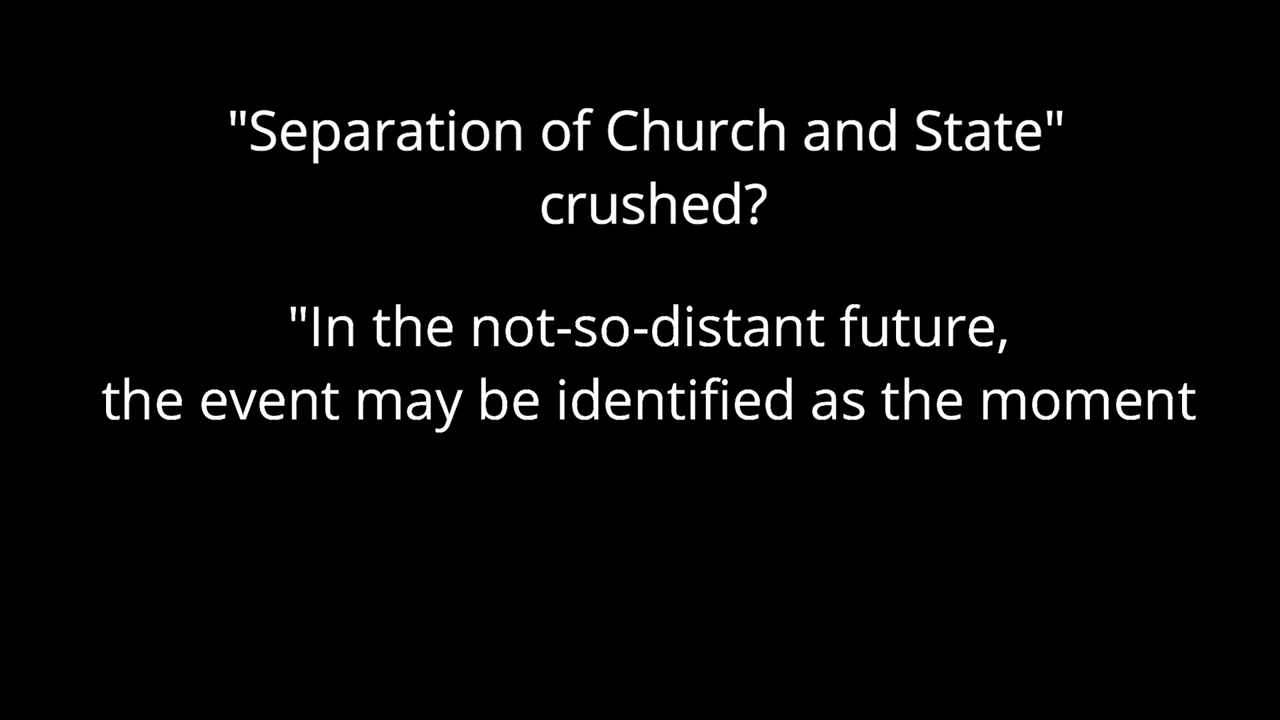 "Separation of Church and State"
crushed?
"In the not-so-distant future,
the event may be identified as the moment